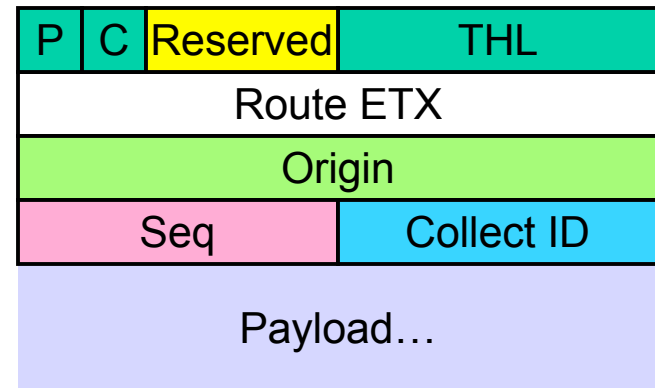 P C Reserved THL
Route ETX
Origin
Seq Collect ID
Payload…